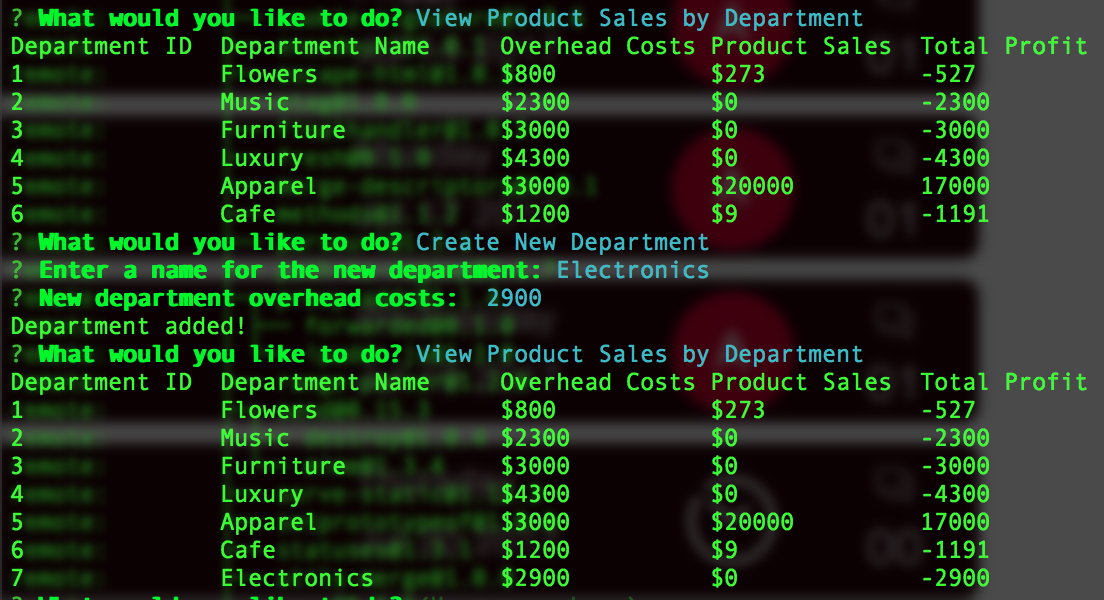 ? What would you like to do? View Product Sales by Department
Department ID  Department Name     Overhead Costs Product Sales  Total Profit
1              Flowers             $800           $273           -527
2              Music               $2300          $0             -2300
3              Furniture           $3000          $0             -3000
4              Luxury              $4300          $0             -4300
5              Apparel             $3000          $20000         17000
6              Cafe                $1200          $9             -1191
? What would you like to do? Create New Department
? Enter a name for the new department: Electronics
? New department overhead costs:  2900
Department added!
? What would you like to do? View Product Sales by Department
Department ID  Department Name     Overhead Costs Product Sales  Total Profit
1              Flowers             $800           $273           -527
2              Music               $2300          $0             -2300
3              Furniture           $3000          $0             -3000
4              Luxury              $4300          $0             -4300
5              Apparel             $3000          $20000         17000
6              Cafe                $1200          $9             -1191
7              Electronics         $2900          $0             -2900